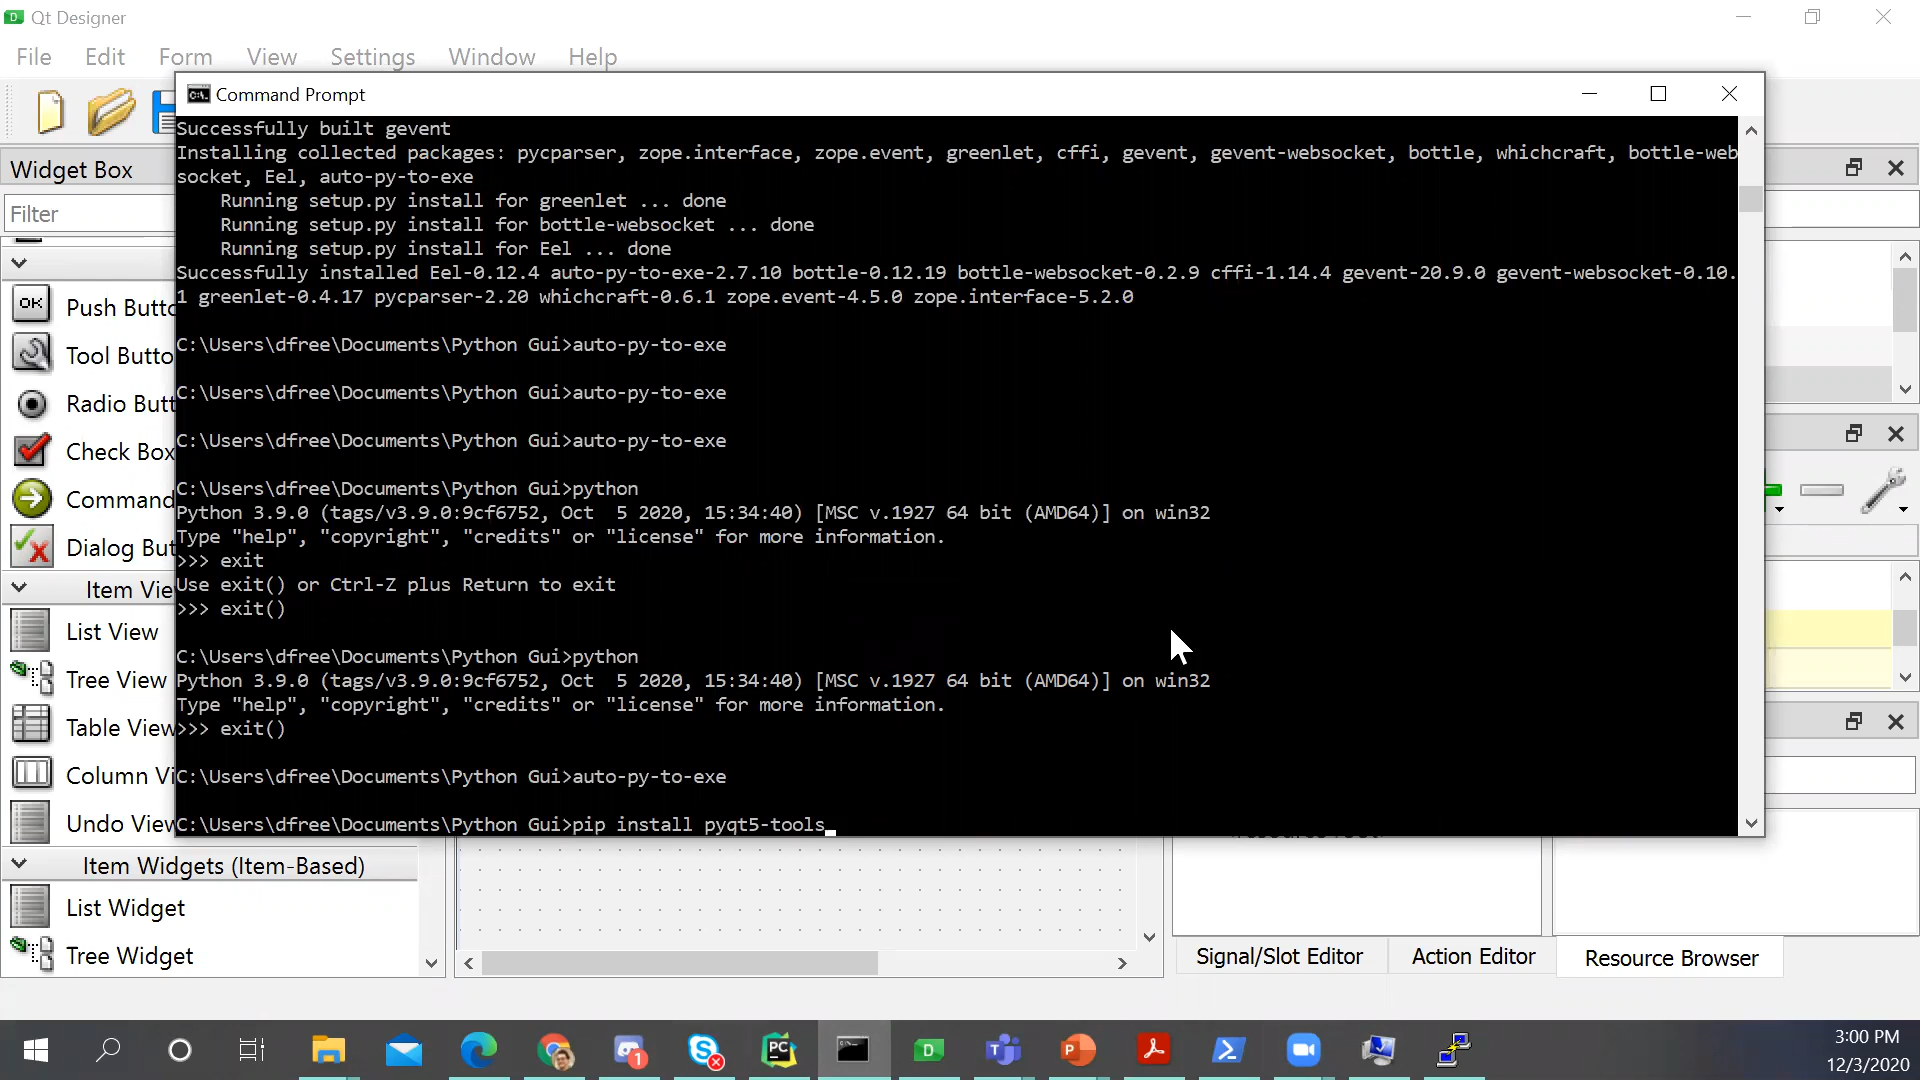 Qt Designer
File Edit Form View Settings Window Help
Command Prompt
Widget Box
Filter
Push Butto
Tool Butto
Radio Butt
Check Box
Command
Dialog But
Item Vie
List View
Tree View
Table View
Column Vi
Undo View
Item Widgets (Item-Based)
List Widget
Tree Widget
Successfully built gevent
Installing collected packages: pycparser, zope.interface, zope.event, greenlet, cffi, gevent, gevent-websocket, bottle, whichcraft, bottle-web
socket, Eel, auto-py-to-exe
Running setup.py install for greenlet ... done
Running setup.py install for bottle-websocket ... done
Running setup.py install for Eel ... done
Successfully installed Eel-0.12.4 auto-py-to-exe-2.7.10 bottle-0.12.19 bottle-websocket-0.2.9 cffi-1.14.4 gevent-20.9.0 gevent-websocket-0.10.
1 greenlet-0.4.17 pycparser-2.20 whichcraft-0.6.1 zope.event-4.5.0 zope.interface-5.2.0
C:\Users\dfree\Documents\Python Gui>auto-py-to-exe
C:\Users\dfree\Documents\Python Gui>auto-py-to-exe
C:\Users\dfree\Documents\Python Gui>auto-py-to-exe
C:\Users\dfree\Documents\Python Gui>python
Python 3.9.0 (tags/v3.9.0:9cf6752, Oct  5 2020, 15:34:40) [MSC v.1927 64 bit (AMD64)] on win32
Type "help", "copyright", "credits" or "license" for more information.
>>> exit
Use exit() or Ctrl-Z plus Return to exit
>>> exit()
C:\Users\dfree\Documents\Python Gui>python
Python 3.9.0 (tags/v3.9.0:9cf6752, Oct  5 2020, 15:34:40) [MSC v.1927 64 bit (AMD64)] on win32
Type "help", "copyright", "credits" or "license" for more information.
>>> exit()
C:\Users\dfree\Documents\Python Gui>auto-py-to-exe
C:\Users\dfree\Documents\Python Gui>pip install pyqt5-tools
Signal/Slot Editor Action Editor Resource Browser
3:00 PM
12/3/2020